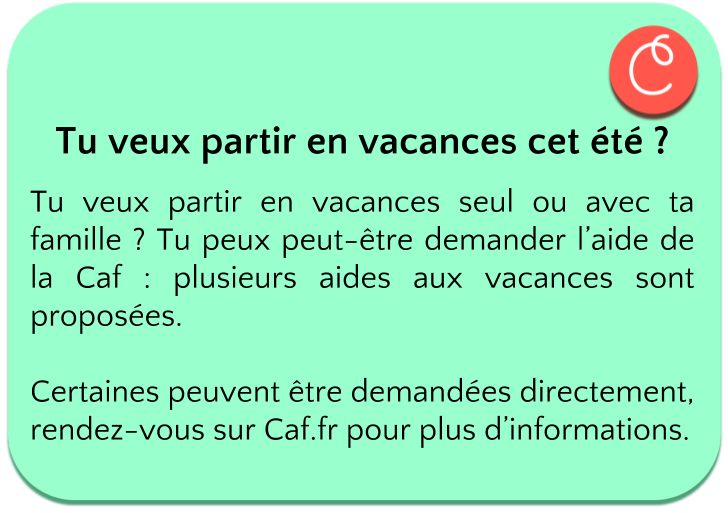 Tu veux partir en vacances cet été ?
Tu veux partir en vacances seul ou avec ta
famille ? Tu peux peut-être demander l’aide de
la Caf : plusieurs aides aux vacances sont
proposées.
Certaines peuvent être demandées directement,
rendez-vous sur Caf.fr pour plus d’informations.